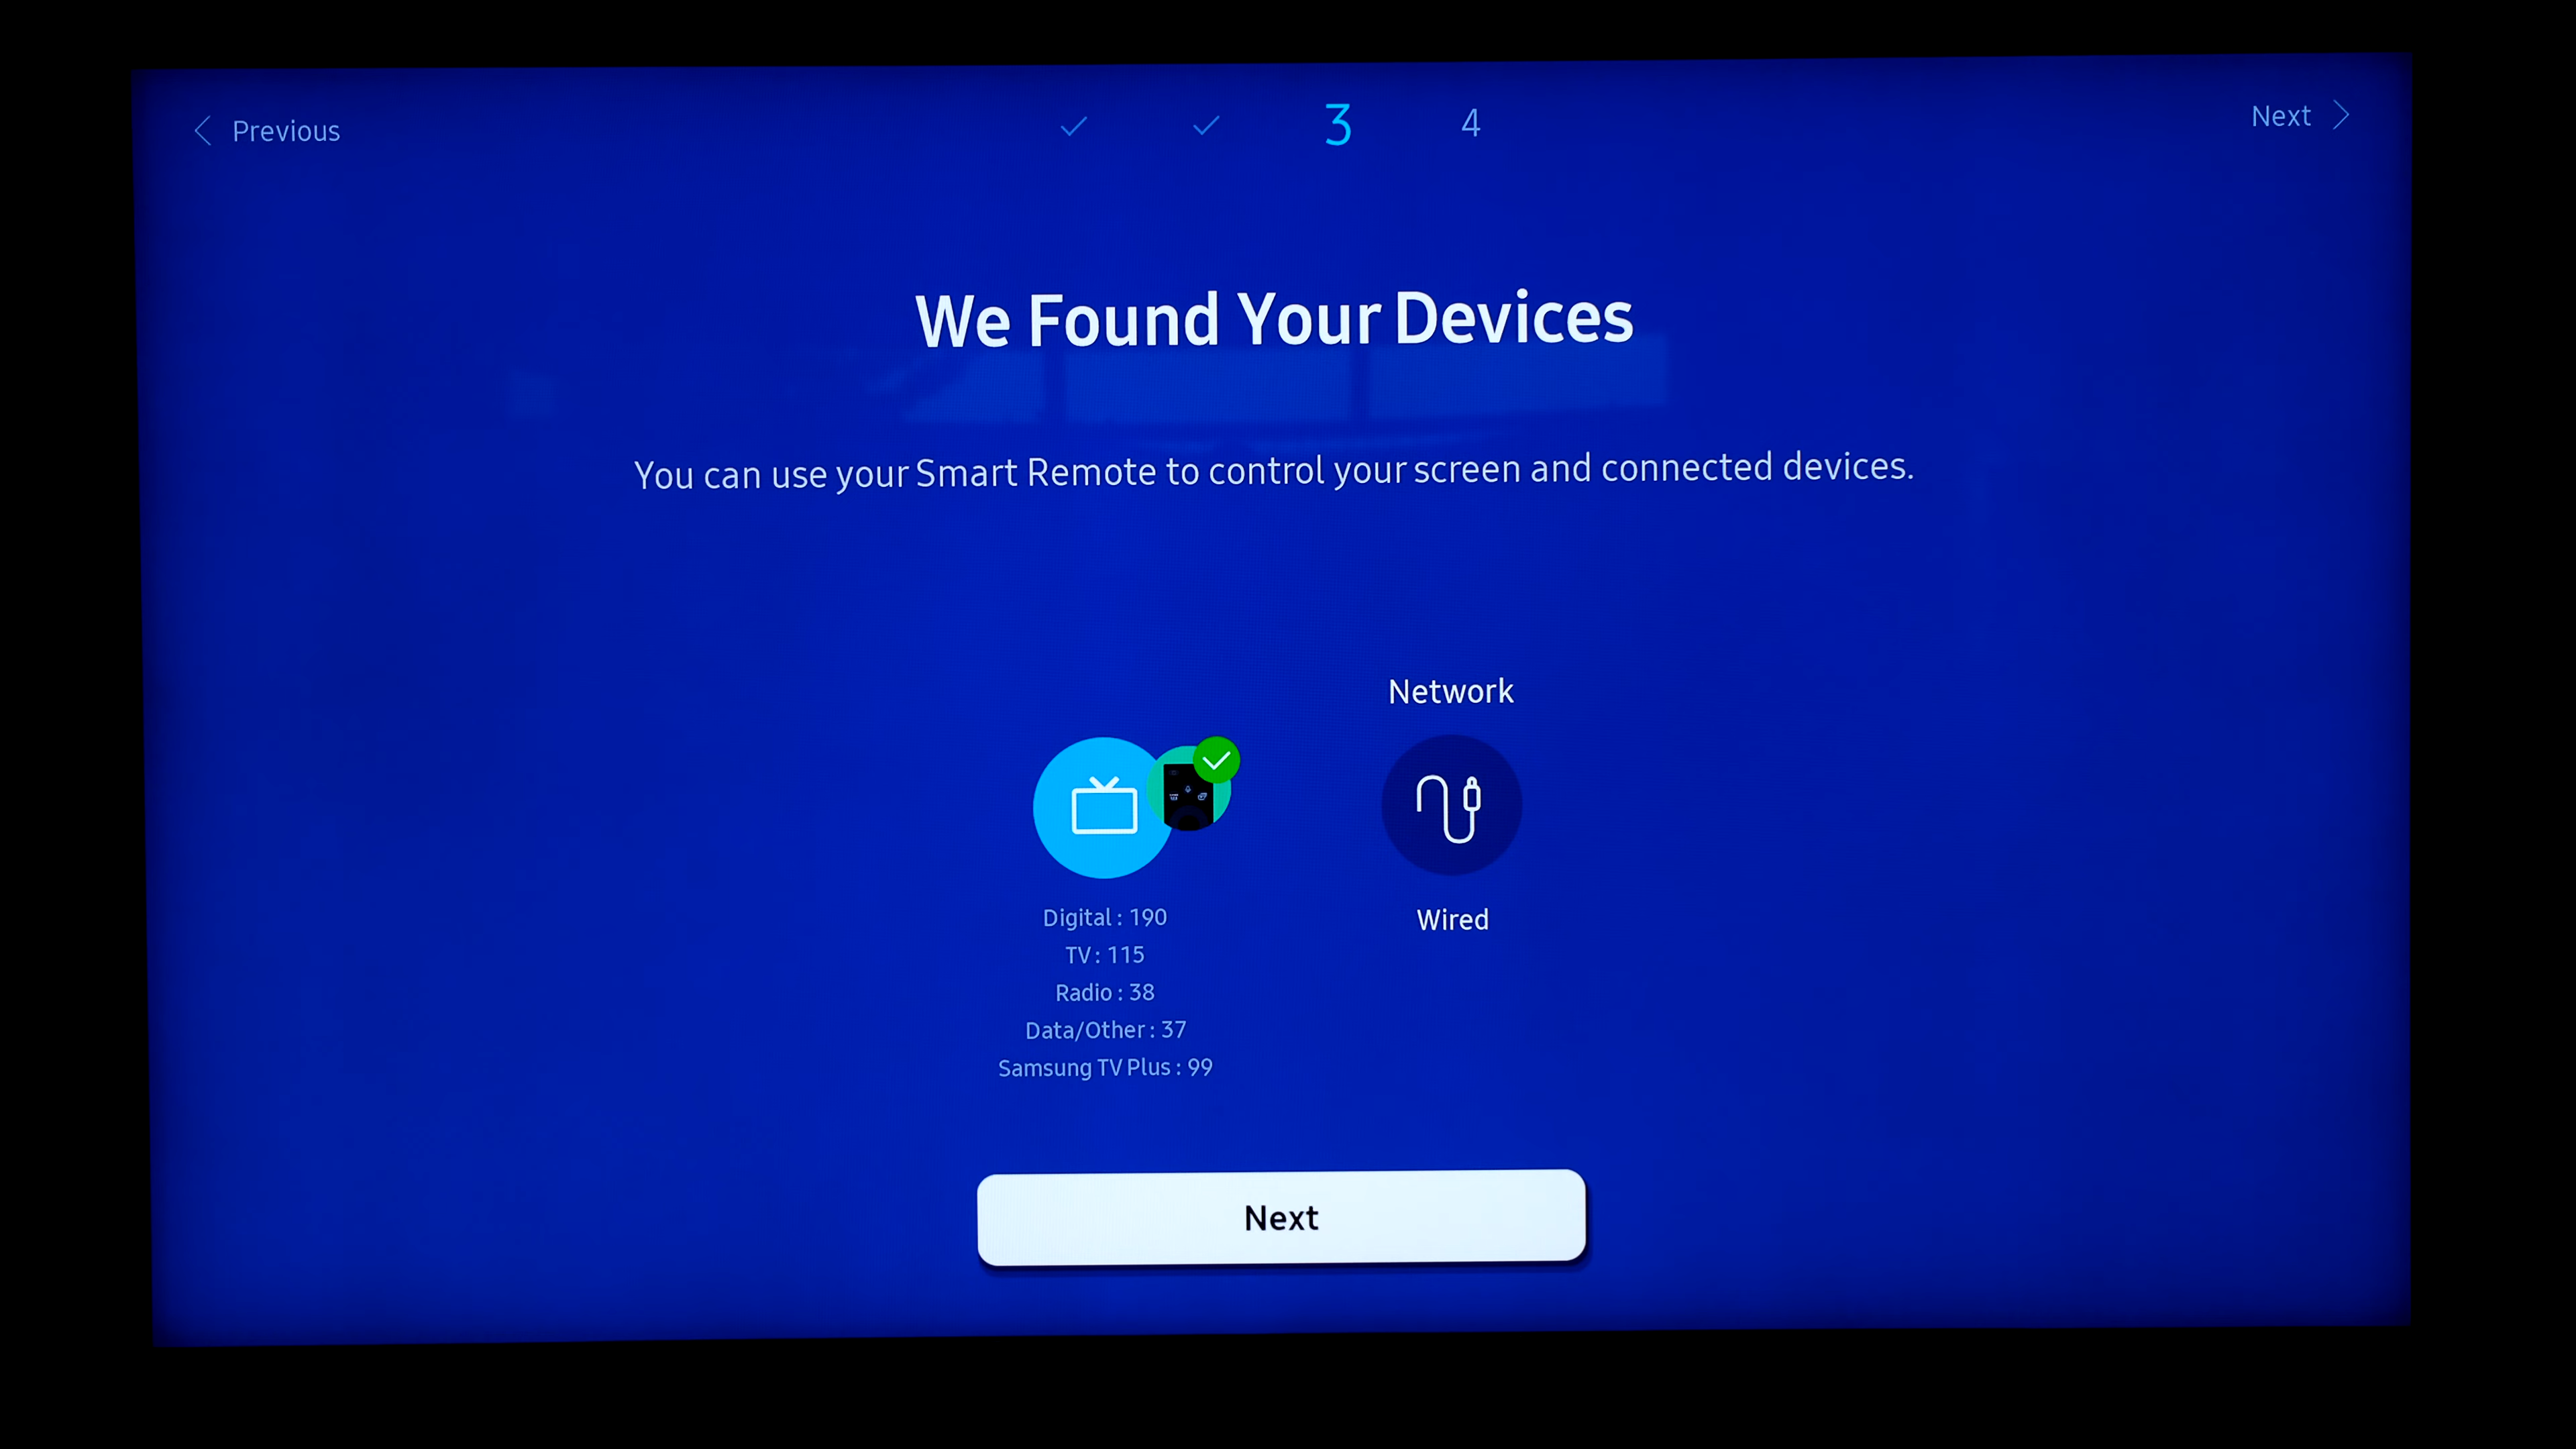 Previous
3
4
Next
We Found Your Devices
You can use your Smart Remote to control your screen and connected devices.
Network
Digital : 190
TV : 115
Radio : 38
Data/Other : 37
Samsung TV Plus : 99
Wired
Next